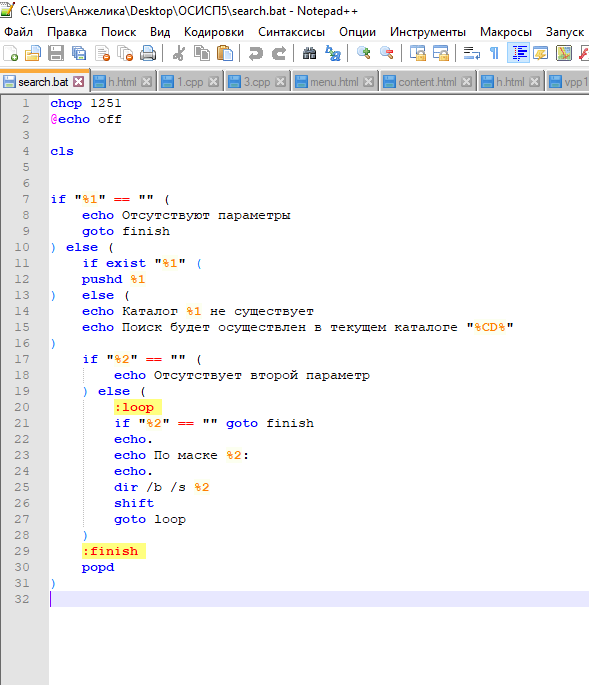 C:\Users\Анжелика\Desktop\ОСИСП5\search.bat - Notepad++
Файл Правка Поиск Вид Кодировки Синтаксисы Опции Инструменты Макросы Запуск
search.bat h.html 1.cpp 3.cpp menu.html content.html h.html vpp1
1 chcp 1251
2 @echo off
3
4 cls
5
6
7 if "%1" == "" (
8 echo Отсутствуют параметры
9 goto finish
10 ) else (
11 if exist "%1" (
12 pushd %1
13 ) else (
14 echo Каталог %1 не существует
15 echo Поиск будет осуществлен в текущем каталоге "%CD%"
16 )
17 if "%2" == "" (
18 echo Отсутствует второй параметр
19 ) else (
20 :loop
21 if "%2" == "" goto finish
22 echo.
23 echo По маске %2:
24 echo.
25 dir /b /s %2
26 shift
27 goto loop
28 )
29 :finish
30 popd
31 )
32